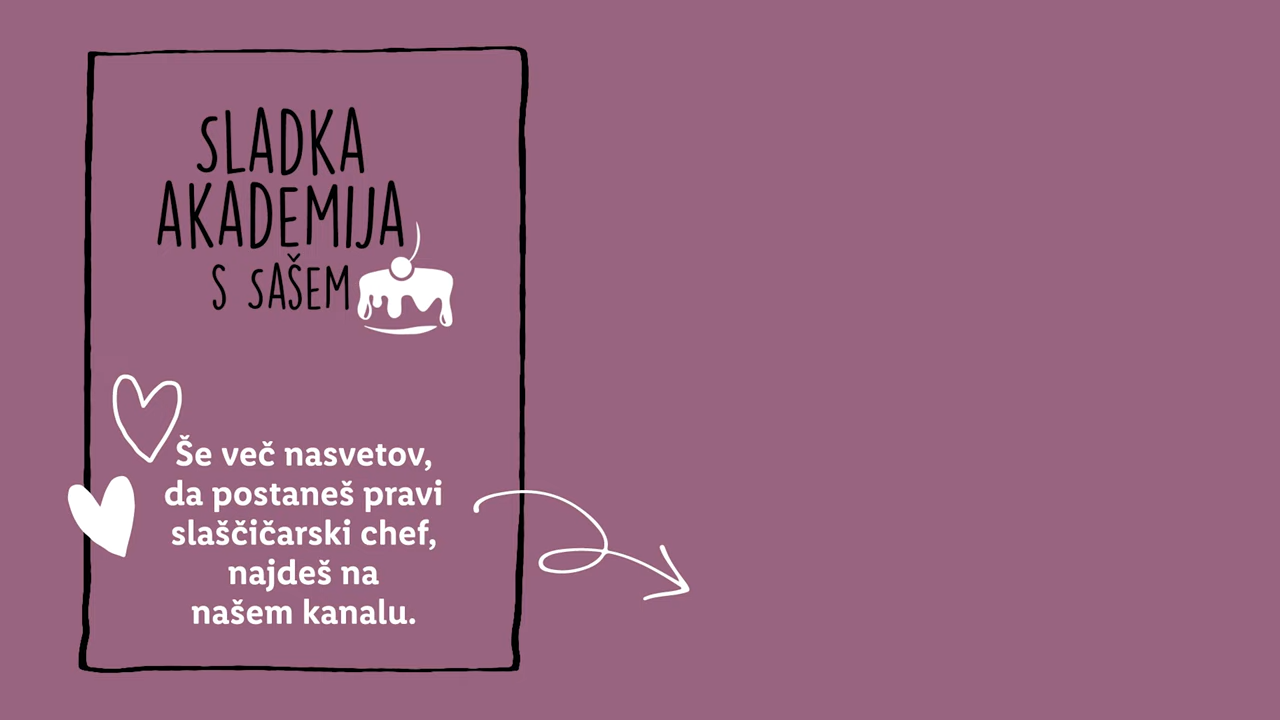 SLADKA
AKADEMIJA
S SAŠEM
Še več nasvetov,
da postaneš pravi
slaščičarski chef,
najdeš na
našem kanalu.